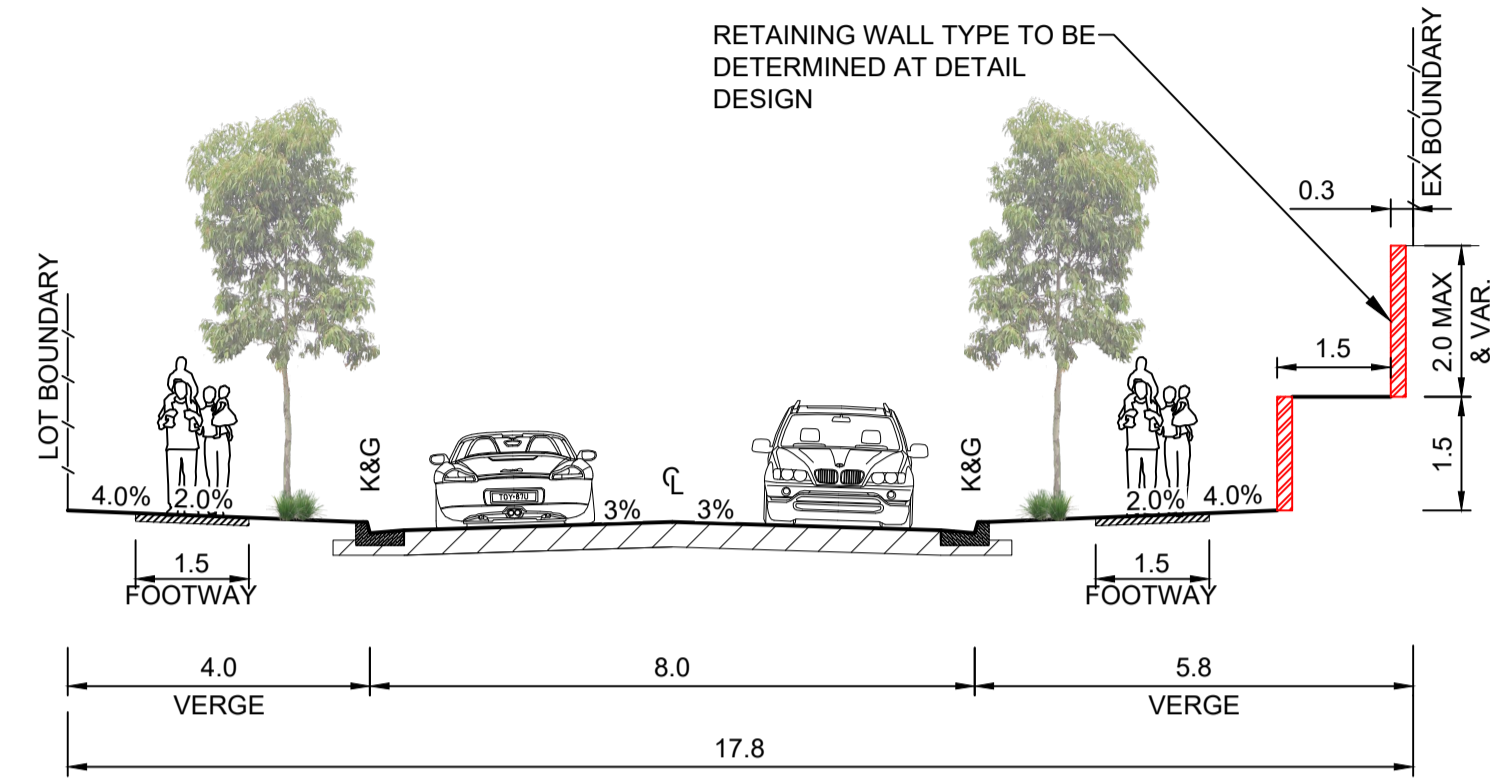 RETAINING WALL TYPE TO BE
DETERMINED AT DETAIL
DESIGN
EX BOUNDARY
0.3
LOT BOUNDARY
2.0 MAX
& VAR.
1.5
1.5
K&G
K&G
℄
4.0%
2.0%
3%
3%
2.0%
4.0%
TOY-87U
1.5
FOOTWAY
1.5
FOOTWAY
4.0
VERGE
8.0
5.8
VERGE
17.8